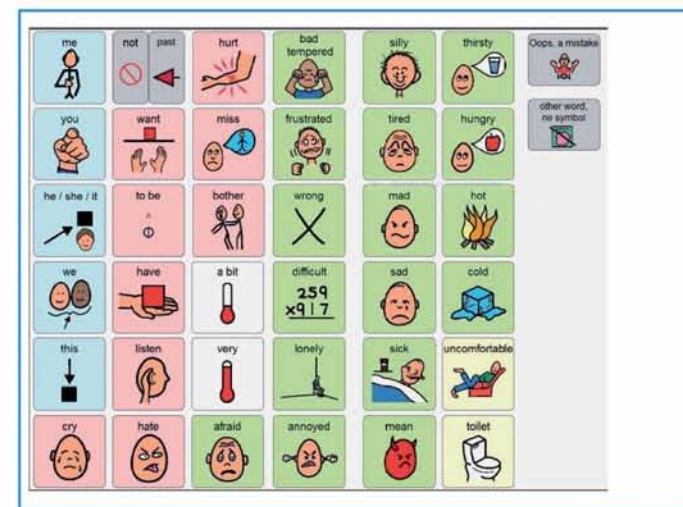 me
not
past
hurt
bad
tempered
silly
thirsty
Oops, a mistake
you
want
miss
frustrated
tired
hungry
other word,
no symbol
he / she / it
to be
bother
wrong
mad
hot
we
have
a bit
difficult
259
x917
sad
cold
this
listen
very
lonely
sick
uncomfortable
cry
hate
afraid
annoyed
mean
toilet